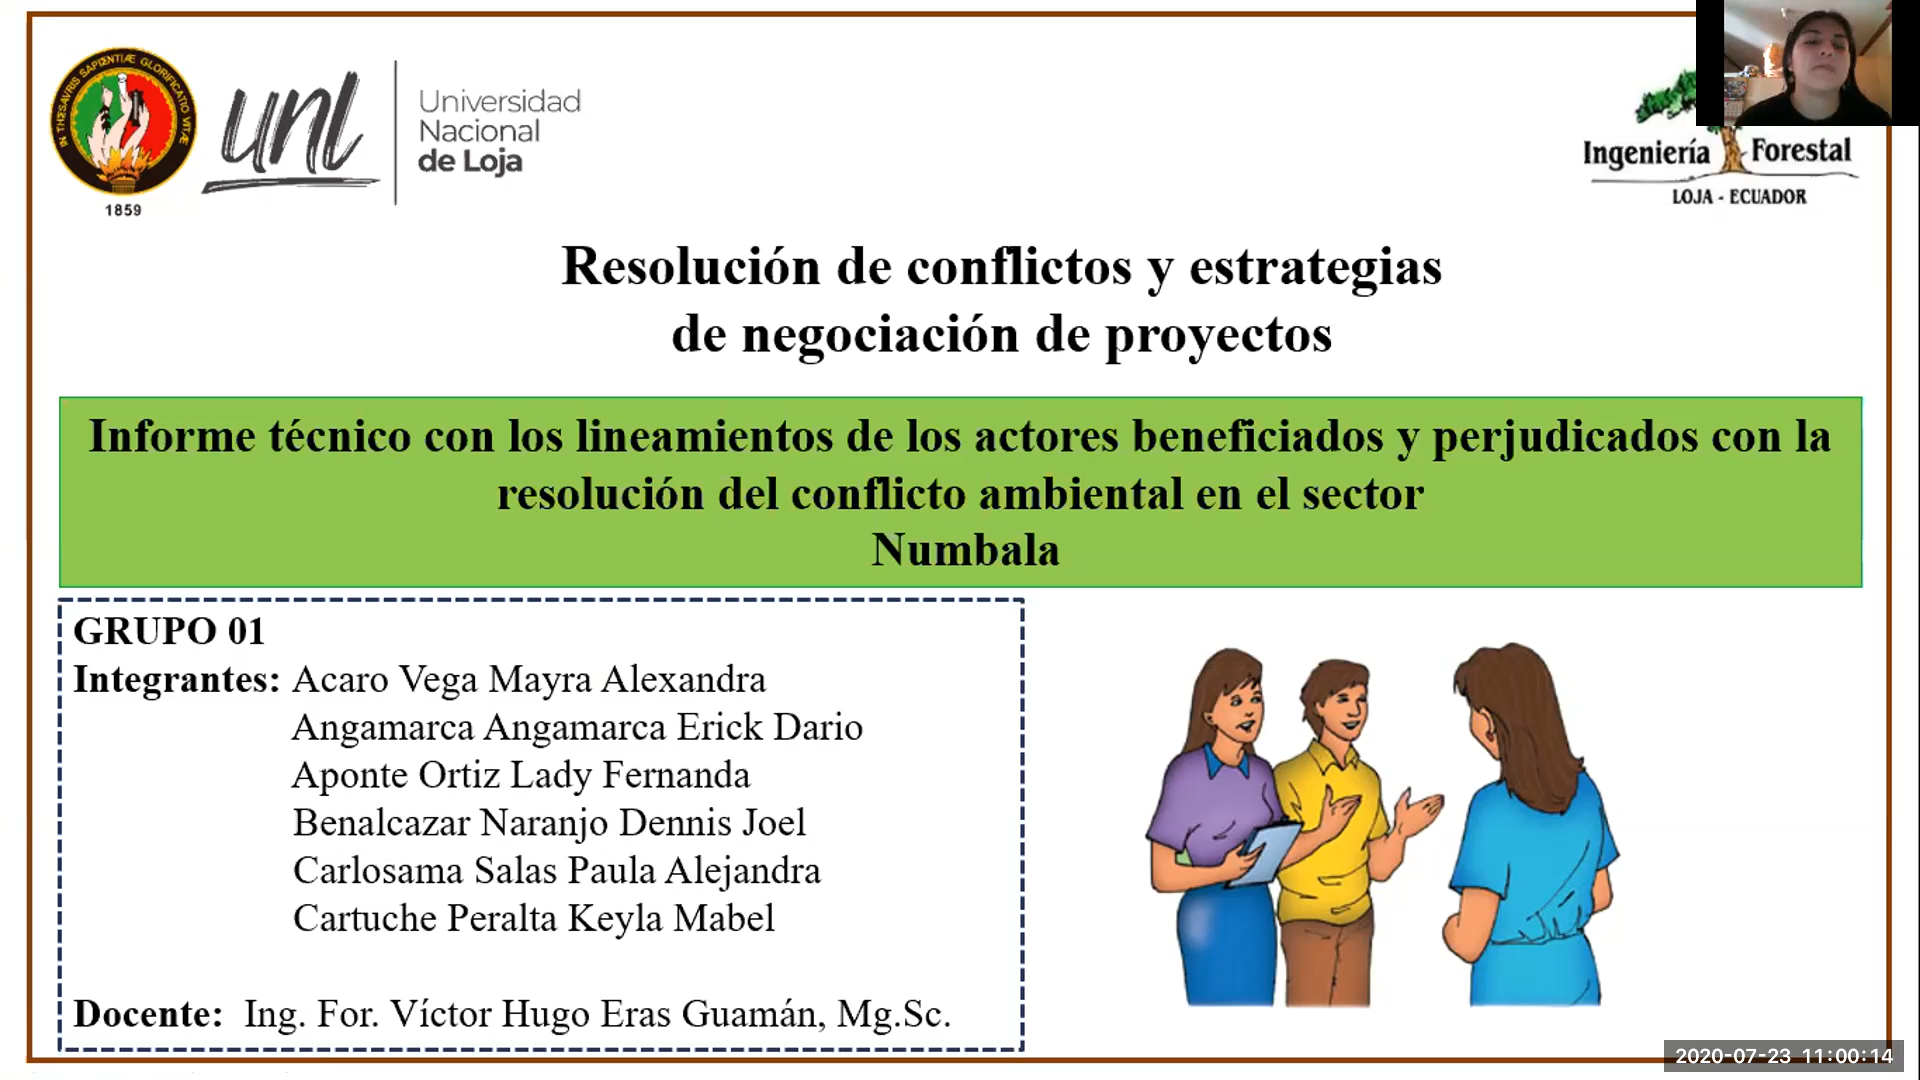 IN THESAVRIS SAPIENTIÆ GLORIFICATIO VITÆ
1859
unl
Universidad
Nacional
de Loja
Ingeniería Forestal
LOJA - ECUADOR
Resolución de conflictos y estrategias
de negociación de proyectos
Informe técnico con los lineamientos de los actores beneficiados y perjudicados con la
resolución del conflicto ambiental en el sector
Numbala
GRUPO 01
Integrantes: Acaro Vega Mayra Alexandra
Angamarca Angamarca Erick Dario
Aponte Ortiz Lady Fernanda
Benalcazar Naranjo Dennis Joel
Carlosama Salas Paula Alejandra
Cartuche Peralta Keyla Mabel
Docente: Ing. For. Víctor Hugo Eras Guamán, Mg.Sc.
2020-07-23 11:00:14